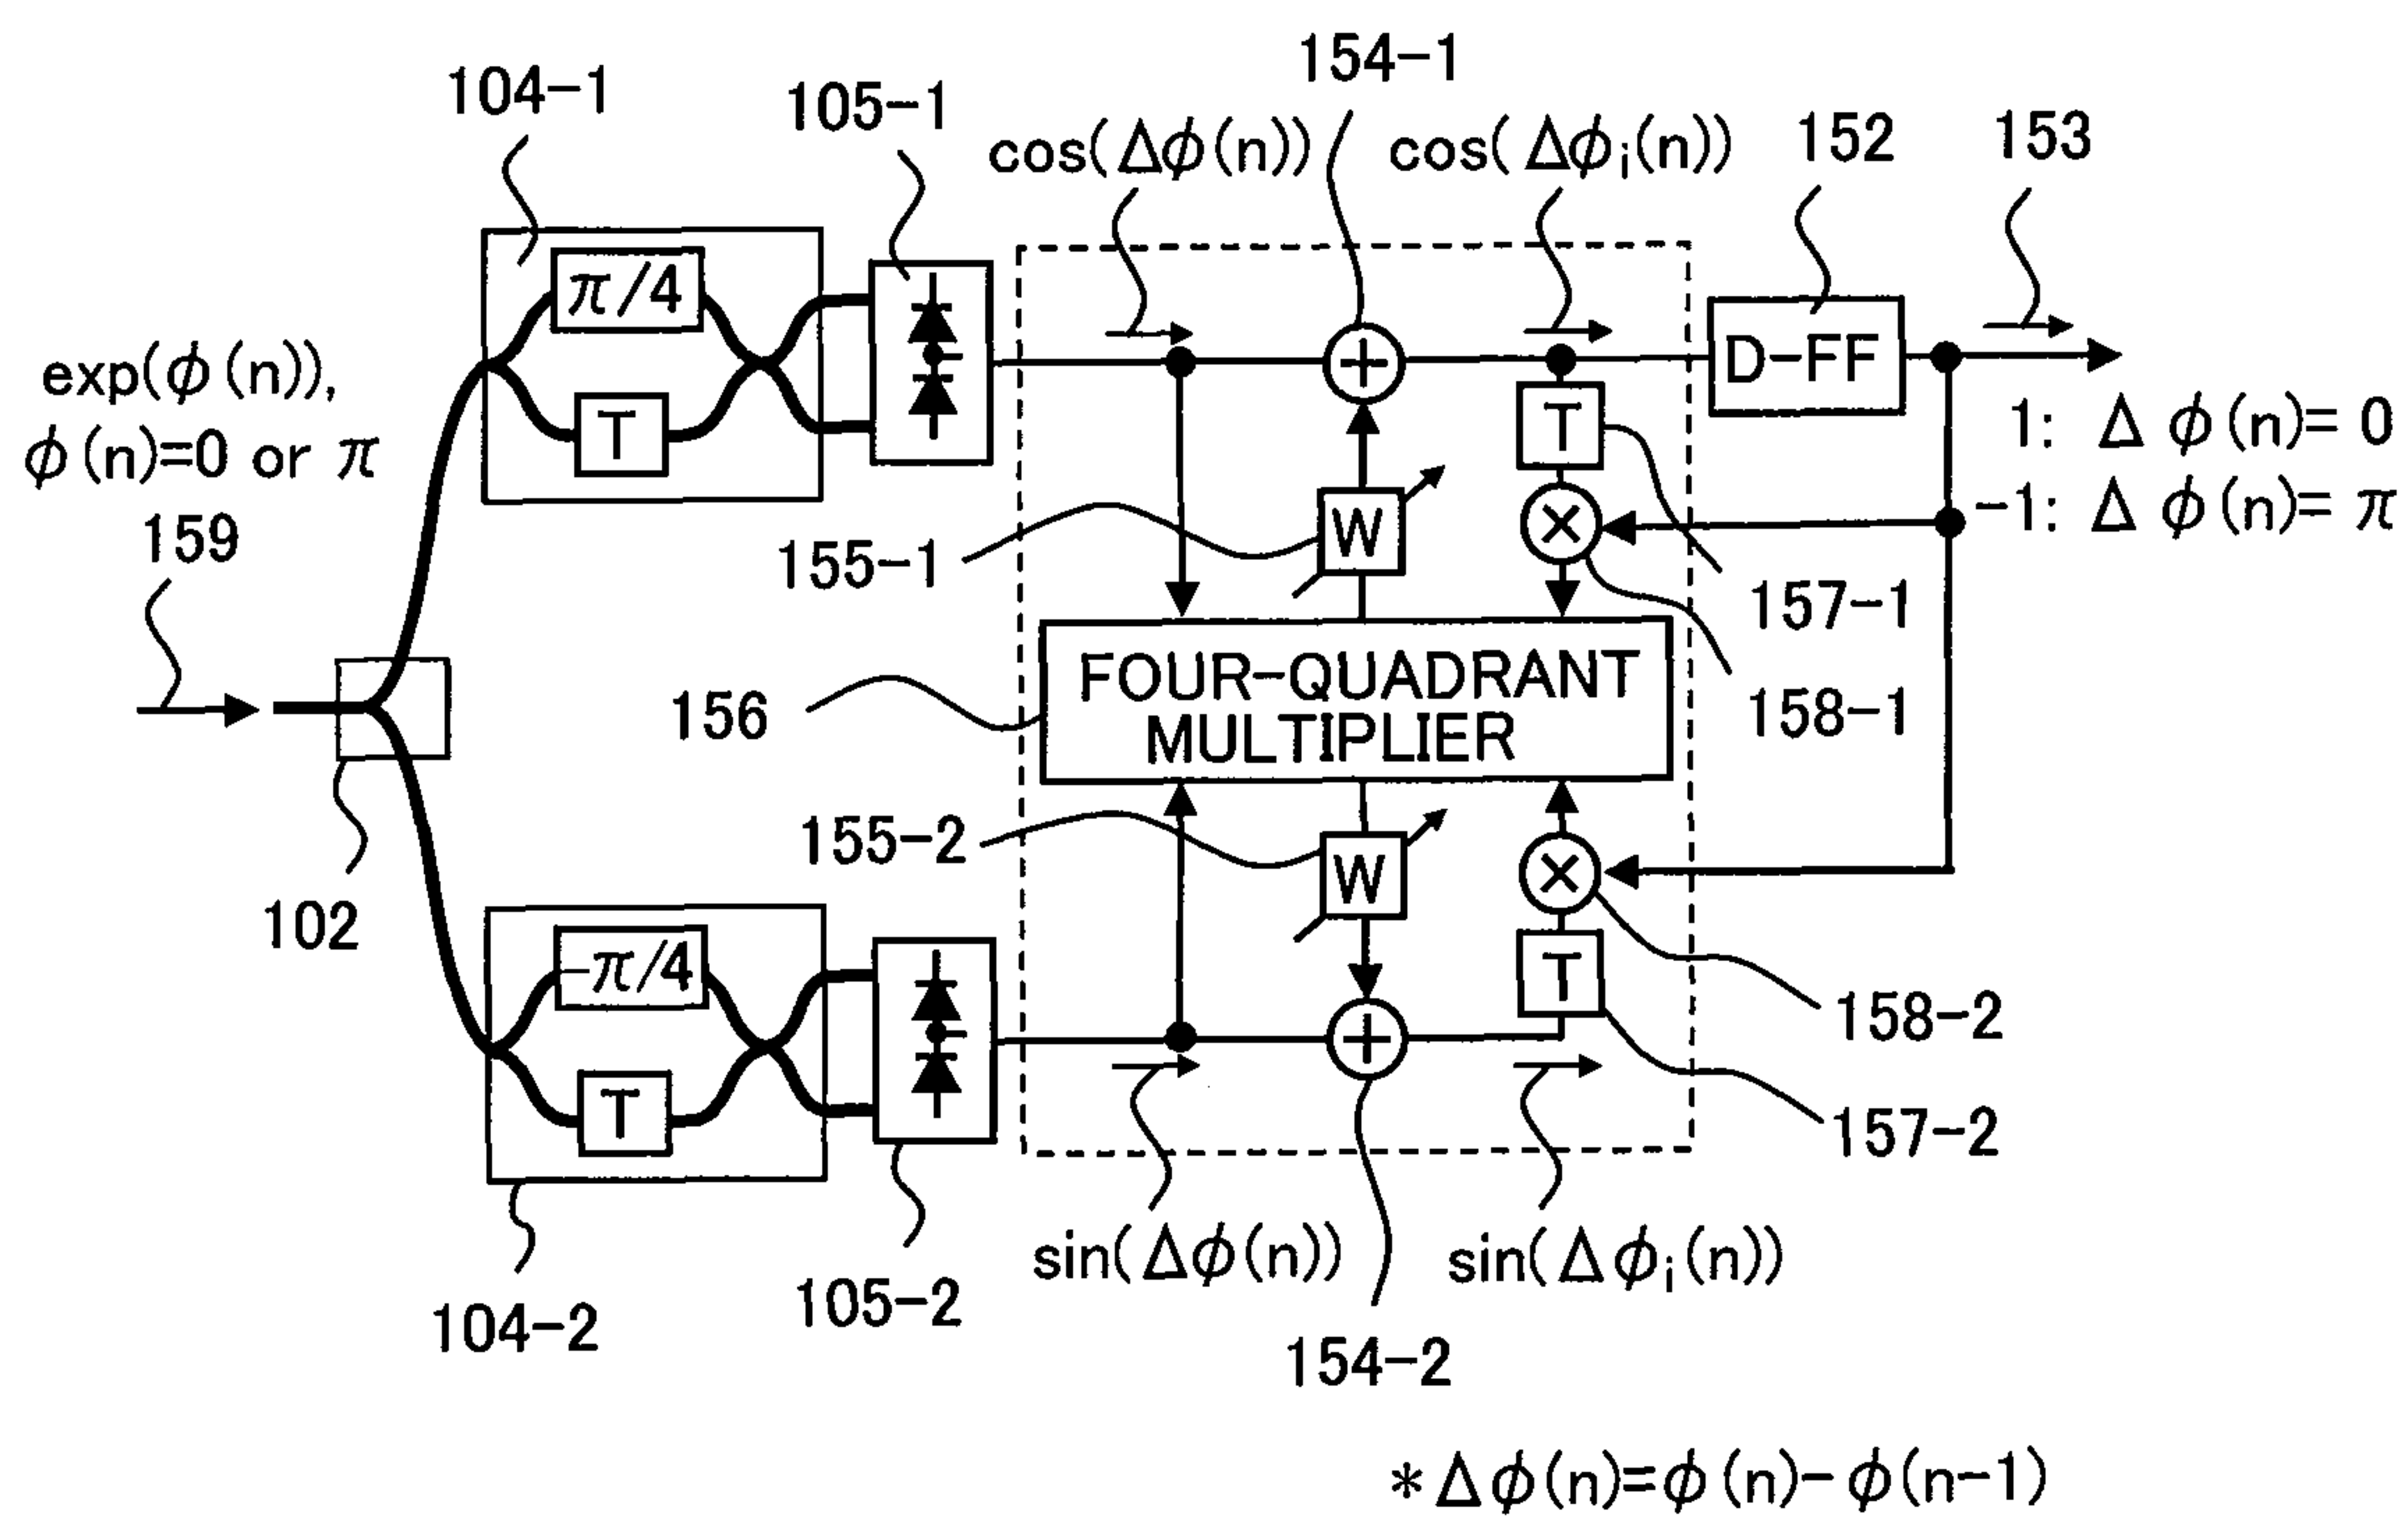 154-1
104-1
105-1
cos(Δϕ(n))
cos(Δϕi(n))
152
153
π/4
T
exp(ϕ(n)),
ϕ(n)=0 or π
159
+
D-FF
T
1: Δϕ(n)= 0
-1: Δϕ(n)= π
W
×
155-1
157-1
158-1
FOUR-QUADRANT
MULTIPLIER
156
155-2
W
×
102
-π/4
T
T
158-2
+
157-2
104-2
105-2
sin(Δϕ(n))
sin(Δϕi(n))
154-2
*Δϕ(n)=ϕ(n)-ϕ(n-1)